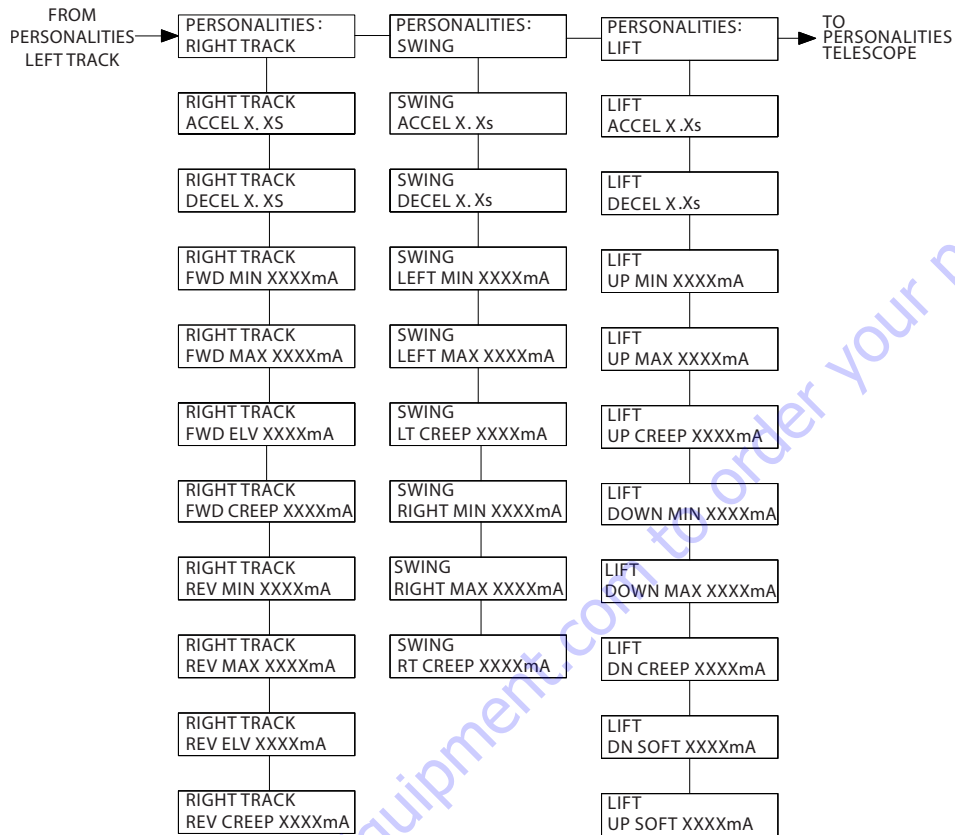 FROM
PERSONALITIES
LEFT TRACK
PERSONALITIES:
RIGHT TRACK
RIGHT TRACK
ACCEL X. XS
RIGHT TRACK
DECEL X. XS
RIGHT TRACK
FWD MIN XXXXmA
RIGHT TRACK
FWD MAX XXXXmA
RIGHT TRACK
FWD ELV XXXXmA
RIGHT TRACK
FWD CREEP XXXXmA
RIGHT TRACK
REV MIN XXXXmA
RIGHT TRACK
REV MAX XXXXmA
RIGHT TRACK
REV ELV XXXXmA
RIGHT TRACK
REV CREEP XXXXmA
PERSONALITIES:
SWING
SWING
ACCEL X. Xs
SWING
DECEL X. Xs
SWING
LEFT MIN XXXXmA
SWING
LEFT MAX XXXXmA
SWING
LT CREEP XXXXmA
SWING
RIGHT MIN XXXXmA
SWING
RIGHT MAX XXXXmA
SWING
RT CREEP XXXXmA
PERSONALITIES:
LIFT
LIFT
ACCEL X .Xs
LIFT
DECEL X .Xs
LIFT
UP MIN XXXXmA
LIFT
UP MAX XXXXmA
LIFT
UP CREEP XXXXmA
LIFT
DOWN MIN XXXXmA
LIFT
DOWN MAX XXXXmA
LIFT
DN CREEP XXXXmA
LIFT
DN SOFT XXXXmA
LIFT
UP SOFT XXXXmA
TO
PERSONALITIES
TELESCOPE
.com to order your